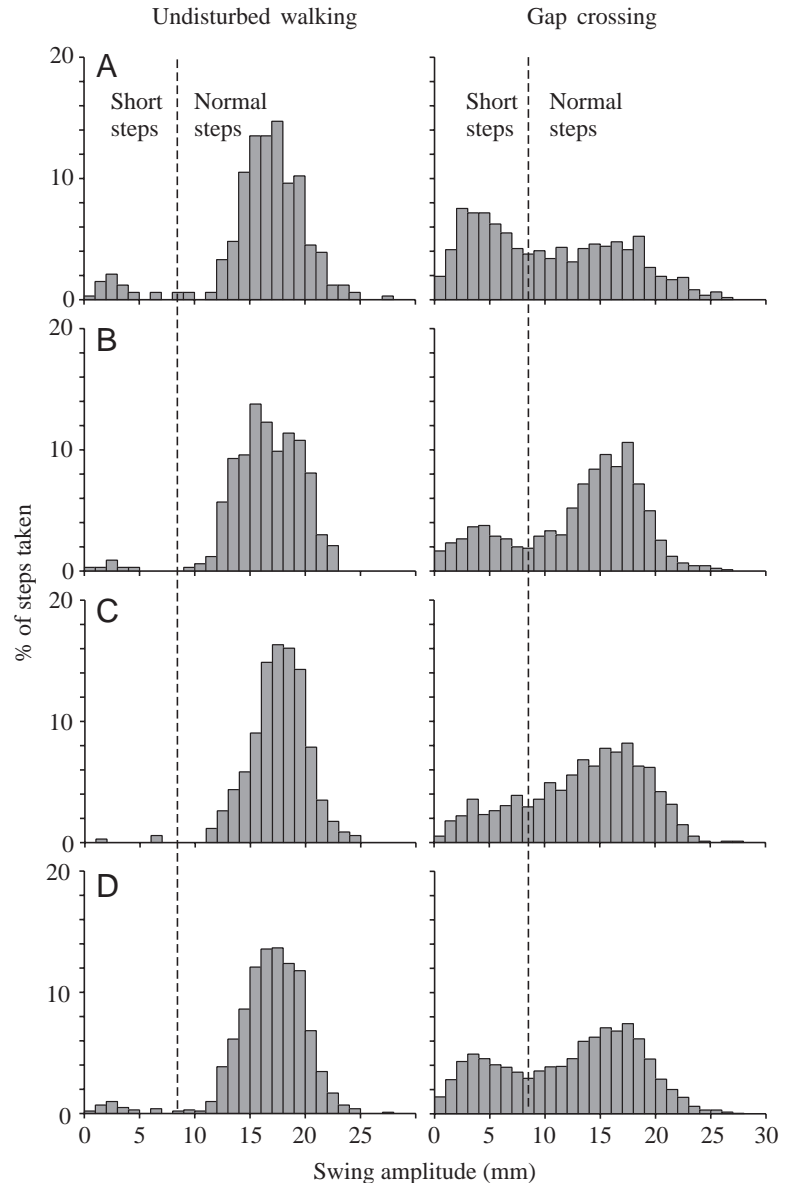 Undisturbed walking
Gap crossing
A
20
10
0
Short
steps
Normal
steps
Short
steps
Normal
steps
B
20
10
0
C
20
10
0
D
20
10
0
% of steps taken
0 5 10 15 20 25
0 5 10 15 20 25 30
Swing amplitude (mm)